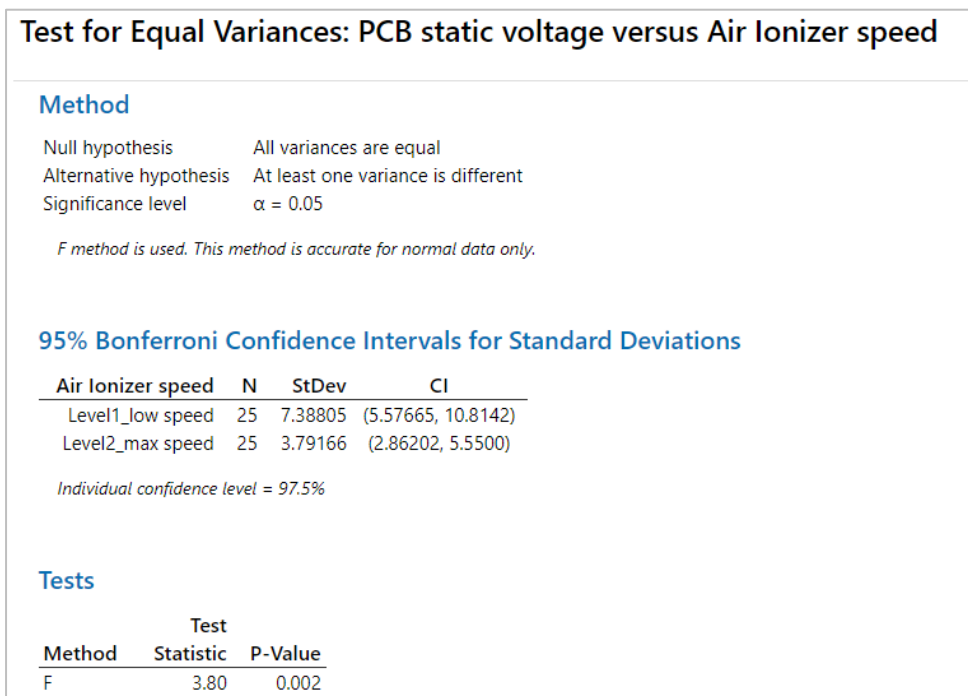 Test for Equal Variances: PCB static voltage versus Air Ionizer speed
Method
Null hypothesis All variances are equal
Alternative hypothesis At least one variance is different
Significance level α = 0.05
F method is used. This method is accurate for normal data only.
95% Bonferroni Confidence Intervals for Standard Deviations
Air Ionizer speed N StDev CI
Level1_low speed 25 7.38805 (5.57665, 10.8142)
Level2_max speed 25 3.79166 (2.86202, 5.5500)
Individual confidence level = 97.5%
Tests
Test
Method Statistic P-Value
F 3.80 0.002